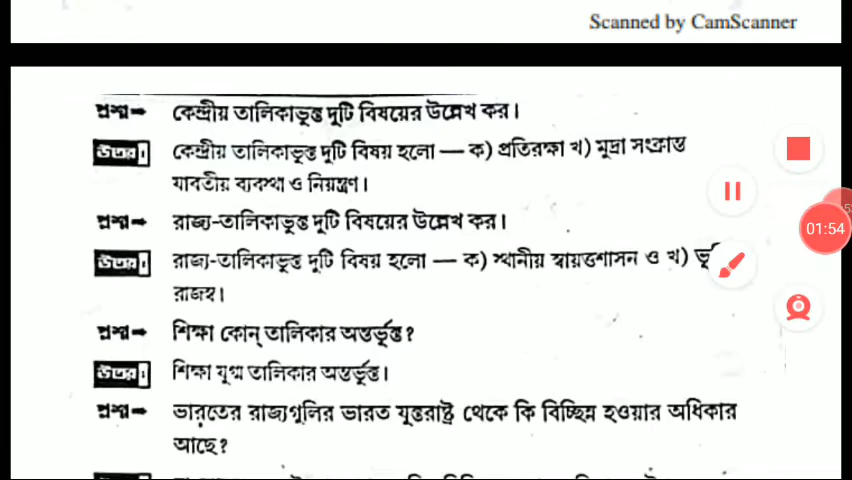 Scanned by CamScanner
প্রশ্ন➡ কেন্দ্রীয় তালিকাভুক্ত দুটি বিষয়ের উল্লেখ কর।
উত্তর। কেন্দ্রীয় তালিকাভুক্ত দুটি বিষয় হলো — ক) প্রতিরক্ষা খ) মুদ্রা সংক্রান্ত
যাবতীয় ব্যবস্থা ও নিয়ন্ত্রণ।
প্রশ্ন➡ রাজ্য-তালিকাভুক্ত দুটি বিষয়ের উল্লেখ কর।
উত্তর। রাজ্য-তালিকাভুক্ত দুটি বিষয় হলো — ক) স্থানীয় স্বায়ত্তশাসন ও খ)
রাজস্ব।
প্রশ্ন➡ শিক্ষা কোন্ তালিকার অন্তর্ভুক্ত?
উত্তর। শিক্ষা যুগ্ম তালিকার অন্তর্ভুক্ত।
প্রশ্ন➡ ভারতের রাজ্যগুলির ভারত যুক্তরাষ্ট্র থেকে কি বিচ্ছিন্ন হওয়ার অধিকার
আছে?
01:54